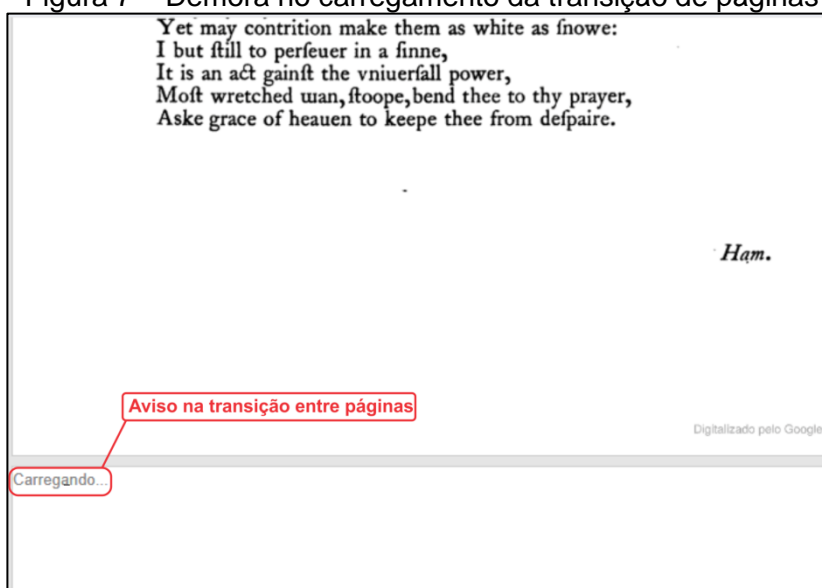 Figura 7 – Demora no carregamento da transição de páginas
Yet may contrition make them as white as ſnowe:
I but ſtill to perſeuer in a ſinne,
It is an act gainſt the vniuerſall power,
Moſt wretched man, ſtoope, bend thee to thy prayer,
Aske grace of heauen to keepe thee from deſpaire.
Ham.
Aviso na transição entre páginas
Digitalizado pelo Google
Carregando...